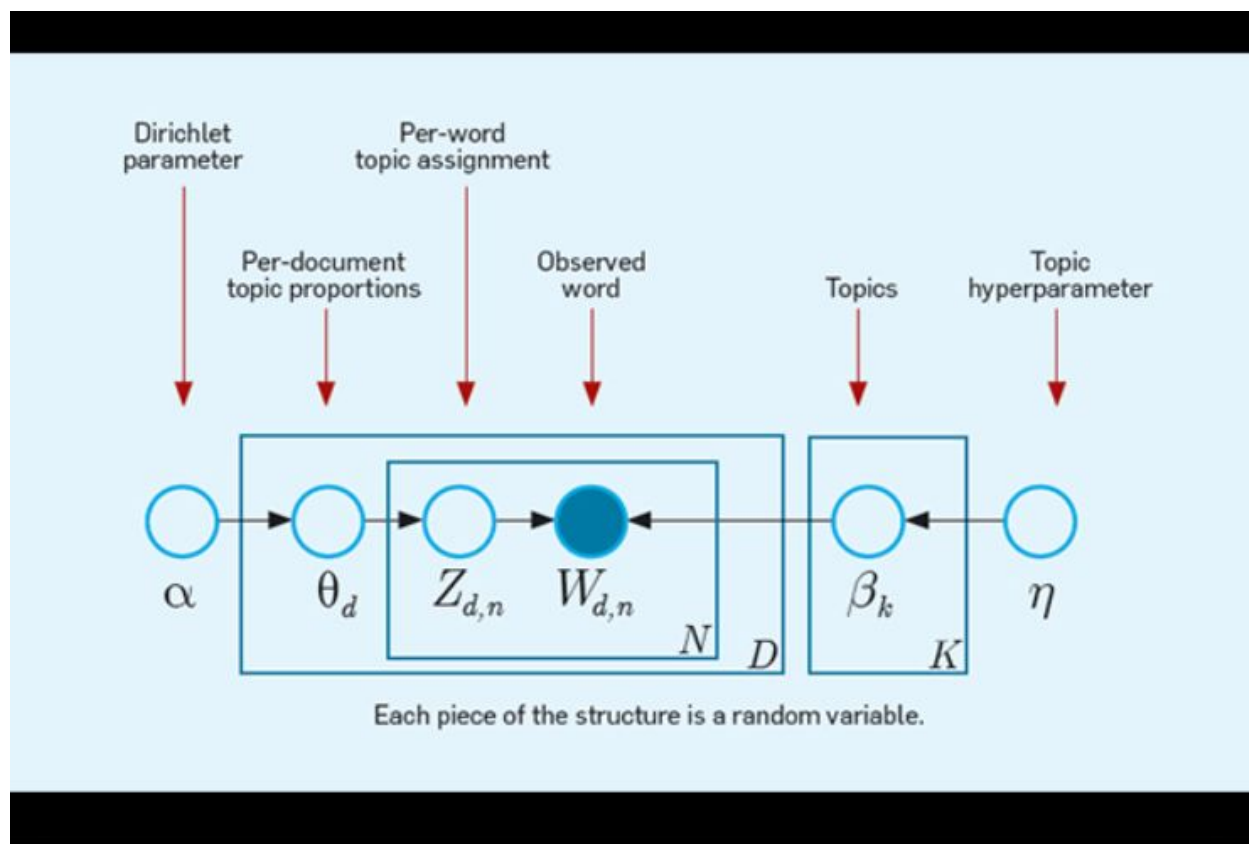 Dirichlet
parameter
Per-word
topic assignment
Per-document
topic proportions
Observed
word
Topics
Topic
hyperparameter
α
θd
Zd,n
Wd,n
N
D
βk
K
η
Each piece of the structure is a random variable.